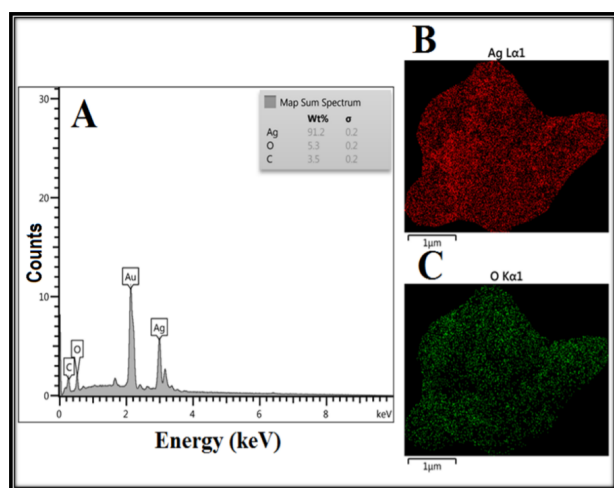 A
Map Sum Spectrum
Wt% σ
Ag 91.2 0.2
O 5.3 0.2
C 3.5 0.2
30
20
10
0
Counts
Au
Ag
O
C
0 2 4 6 8 keV
Energy (keV)
B
Ag Lα1
1μm
C
O Kα1
1μm